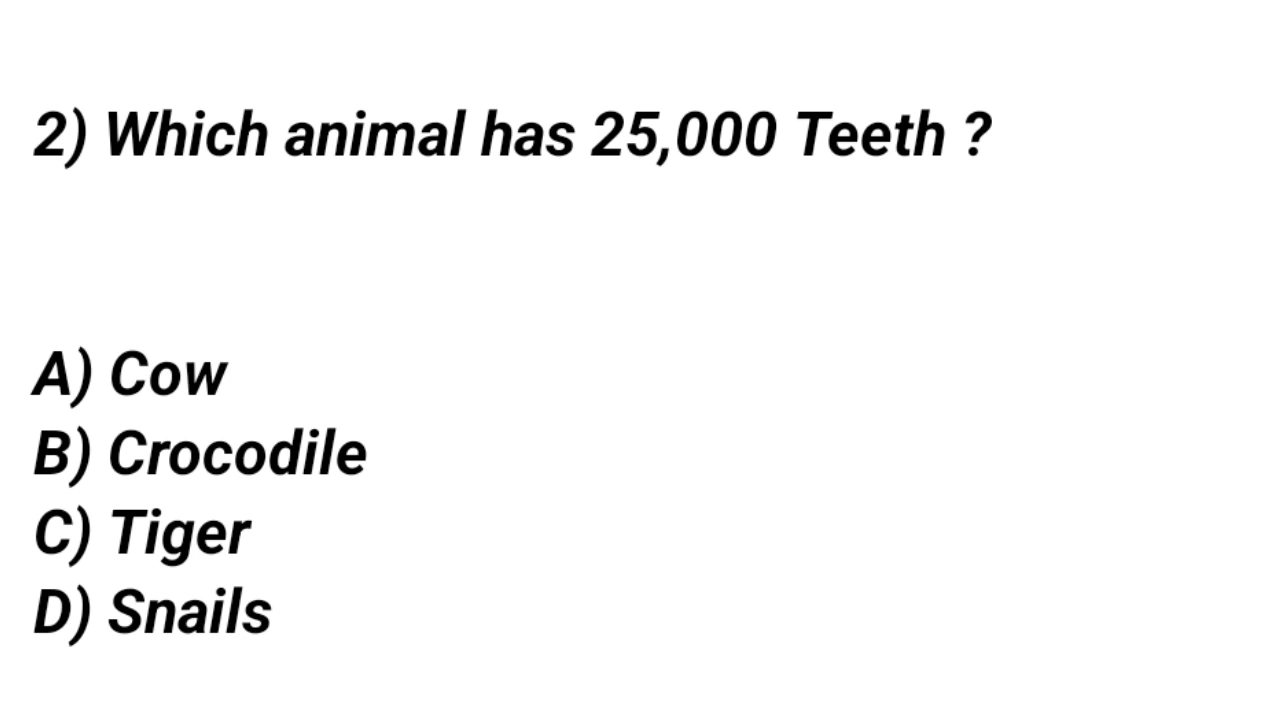 2) Which animal has 25,000 Teeth ?
A) Cow
B) Crocodile
C) Tiger
D) Snails